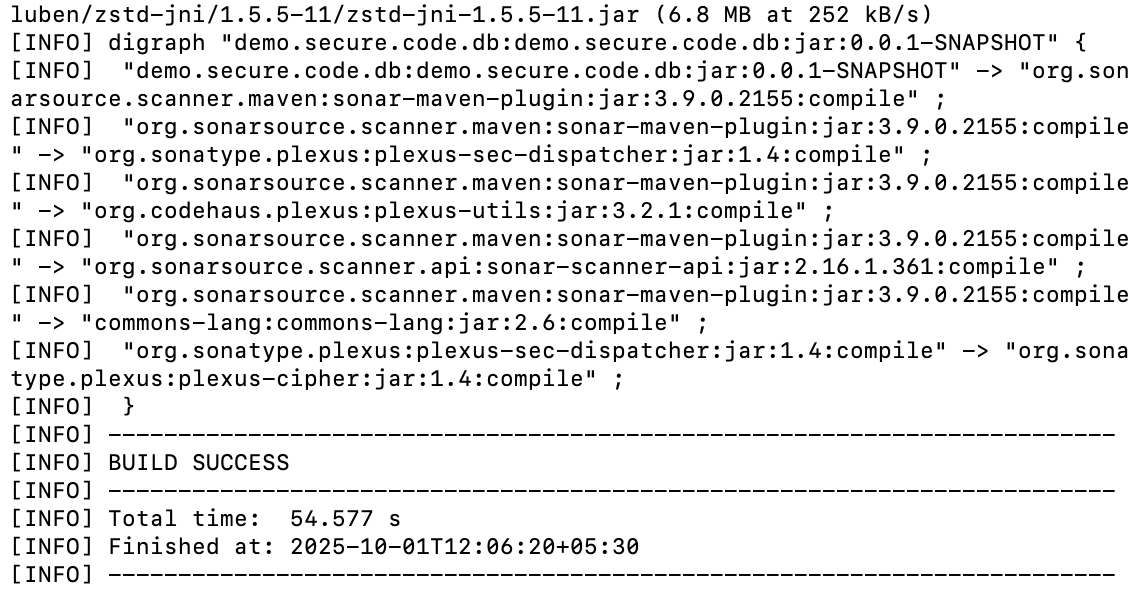 luben/zstd-jni/1.5.5-11/zstd-jni-1.5.5-11.jar (6.8 MB at 252 kB/s)
[INFO] digraph "demo.secure.code.db:demo.secure.code.db:jar:0.0.1-SNAPSHOT" {
[INFO]  "demo.secure.code.db:demo.secure.code.db:jar:0.0.1-SNAPSHOT" -> "org.son
arsource.scanner.maven:sonar-maven-plugin:jar:3.9.0.2155:compile" ;
[INFO]  "org.sonarsource.scanner.maven:sonar-maven-plugin:jar:3.9.0.2155:compile
" -> "org.sonatype.plexus:plexus-sec-dispatcher:jar:1.4:compile" ;
[INFO]  "org.sonarsource.scanner.maven:sonar-maven-plugin:jar:3.9.0.2155:compile
" -> "org.codehaus.plexus:plexus-utils:jar:3.2.1:compile" ;
[INFO]  "org.sonarsource.scanner.maven:sonar-maven-plugin:jar:3.9.0.2155:compile
" -> "org.sonarsource.scanner.api:sonar-scanner-api:jar:2.16.1.361:compile" ;
[INFO]  "org.sonarsource.scanner.maven:sonar-maven-plugin:jar:3.9.0.2155:compile
" -> "commons-lang:commons-lang:jar:2.6:compile" ;
[INFO]  "org.sonatype.plexus:plexus-sec-dispatcher:jar:1.4:compile" -> "org.sona
type.plexus:plexus-cipher:jar:1.4:compile" ;
[INFO]  }
[INFO] ------------------------------------------------------------------------
[INFO] BUILD SUCCESS
[INFO] ------------------------------------------------------------------------
[INFO] Total time:  54.577 s
[INFO] Finished at: 2025-10-01T12:06:20+05:30
[INFO] ------------------------------------------------------------------------